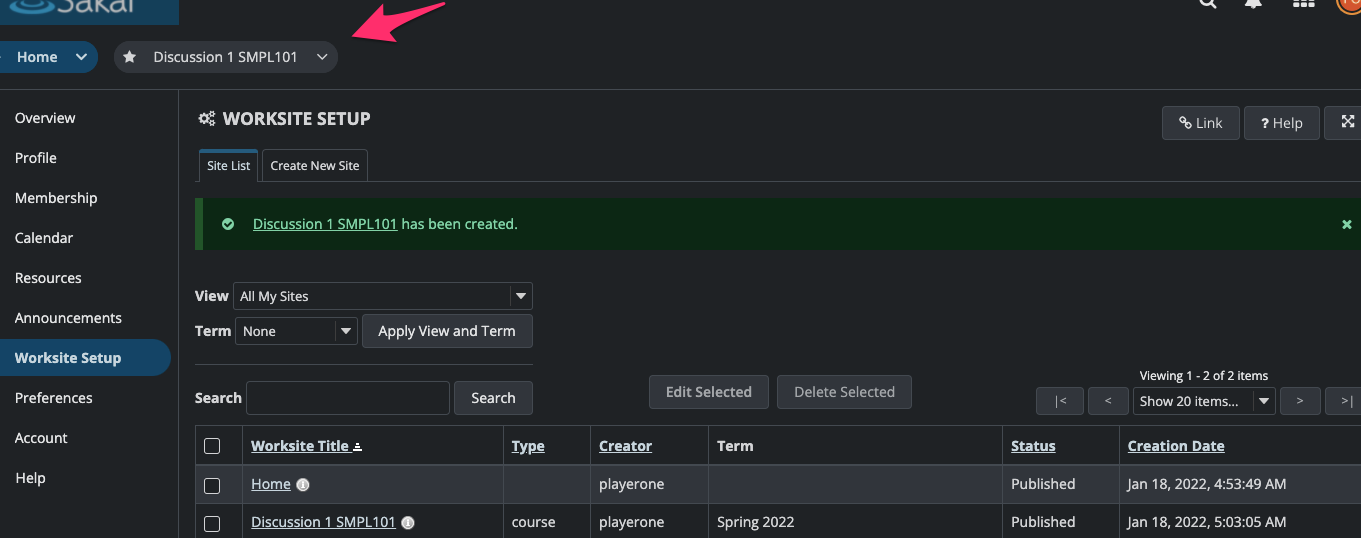 Sakai
Home
Discussion 1 SMPL101
Overview
Profile
Membership
Calendar
Resources
Announcements
Worksite Setup
Preferences
Account
Help
WORKSITE SETUP
Link
? Help
Site List
Create New Site
Discussion 1 SMPL101 has been created.
View All My Sites
Term None Apply View and Term
Search Search
Edit Selected Delete Selected
Viewing 1 - 2 of 2 items
|< < Show 20 items... > >|
Worksite Title Type Creator Term Status Creation Date
Home playerone Published Jan 18, 2022, 4:53:49 AM
Discussion 1 SMPL101 course playerone Spring 2022 Published Jan 18, 2022, 5:03:05 AM